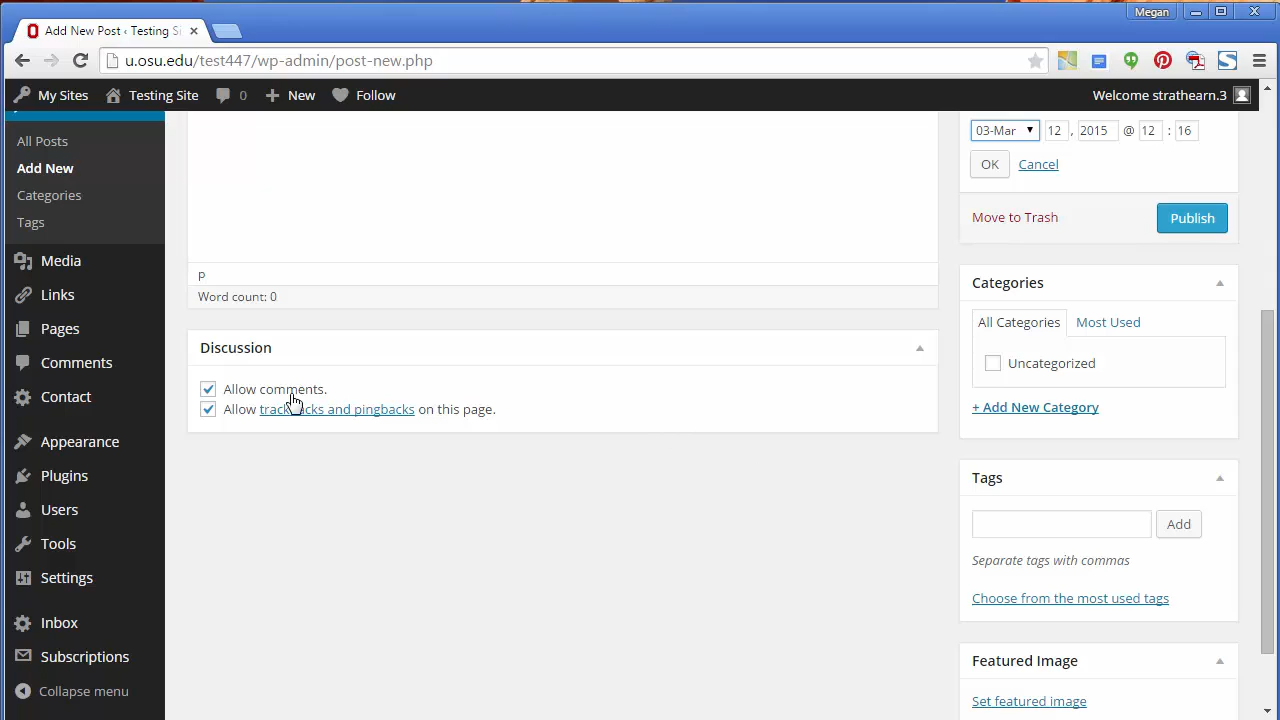 Megan
Add New Post ‹ Testing Si
u.osu.edu/test447/wp-admin/post-new.php
My Sites Testing Site 0 New Follow Welcome strathearn.3
All Posts
Add New
Categories
Tags
Media
Links
Pages
Comments
Contact
Appearance
Plugins
Users
Tools
Settings
Inbox
Subscriptions
Collapse menu
p
Word count: 0
Discussion
Allow comments.
Allow trackbacks and pingbacks on this page.
03-Mar 12 , 2015 @ 12 : 16
OK Cancel
Move to Trash Publish
Categories
All Categories Most Used
Uncategorized
+ Add New Category
Tags
Add
Separate tags with commas
Choose from the most used tags
Featured Image
Set featured image